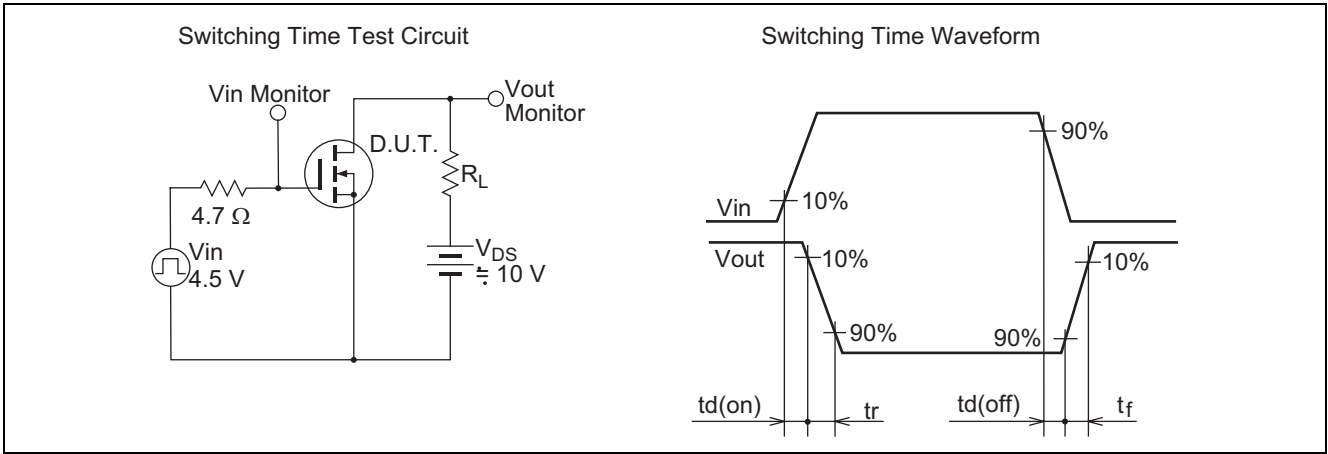 Switching Time Test Circuit
Vin Monitor
Vout
Monitor
D.U.T.
RL
4.7 Ω
Vin
4.5 V
VDS
≒ 10 V
Switching Time Waveform
90%
Vin
10%
Vout
10%
10%
90%
90%
td(on)
tr
td(off)
tf